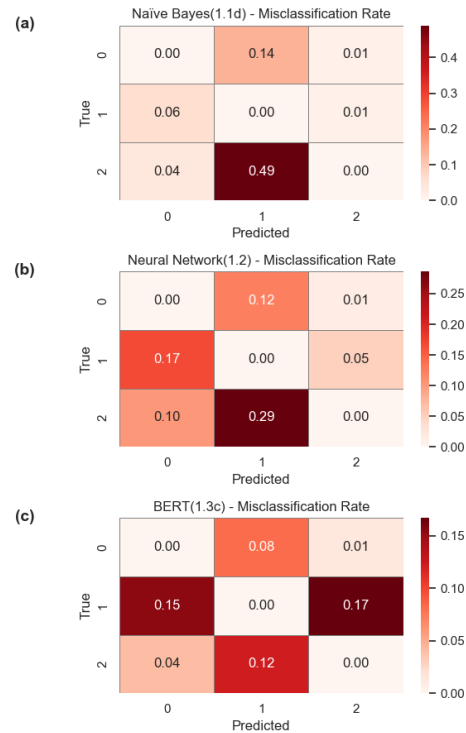 (a)
Naïve Bayes(1.1d) - Misclassification Rate
True
0 0.00 0.14 0.01
1 0.06 0.00 0.01
2 0.04 0.49 0.00
0 1 2
Predicted
0.4
0.3
0.2
0.1
0.0
(b)
Neural Network(1.2) - Misclassification Rate
True
0 0.00 0.12 0.01
1 0.17 0.00 0.05
2 0.10 0.29 0.00
0 1 2
Predicted
0.25
0.20
0.15
0.10
0.05
0.00
(c)
BERT(1.3c) - Misclassification Rate
True
0 0.00 0.08 0.01
1 0.15 0.00 0.17
2 0.04 0.12 0.00
0 1 2
Predicted
0.15
0.10
0.05
0.00